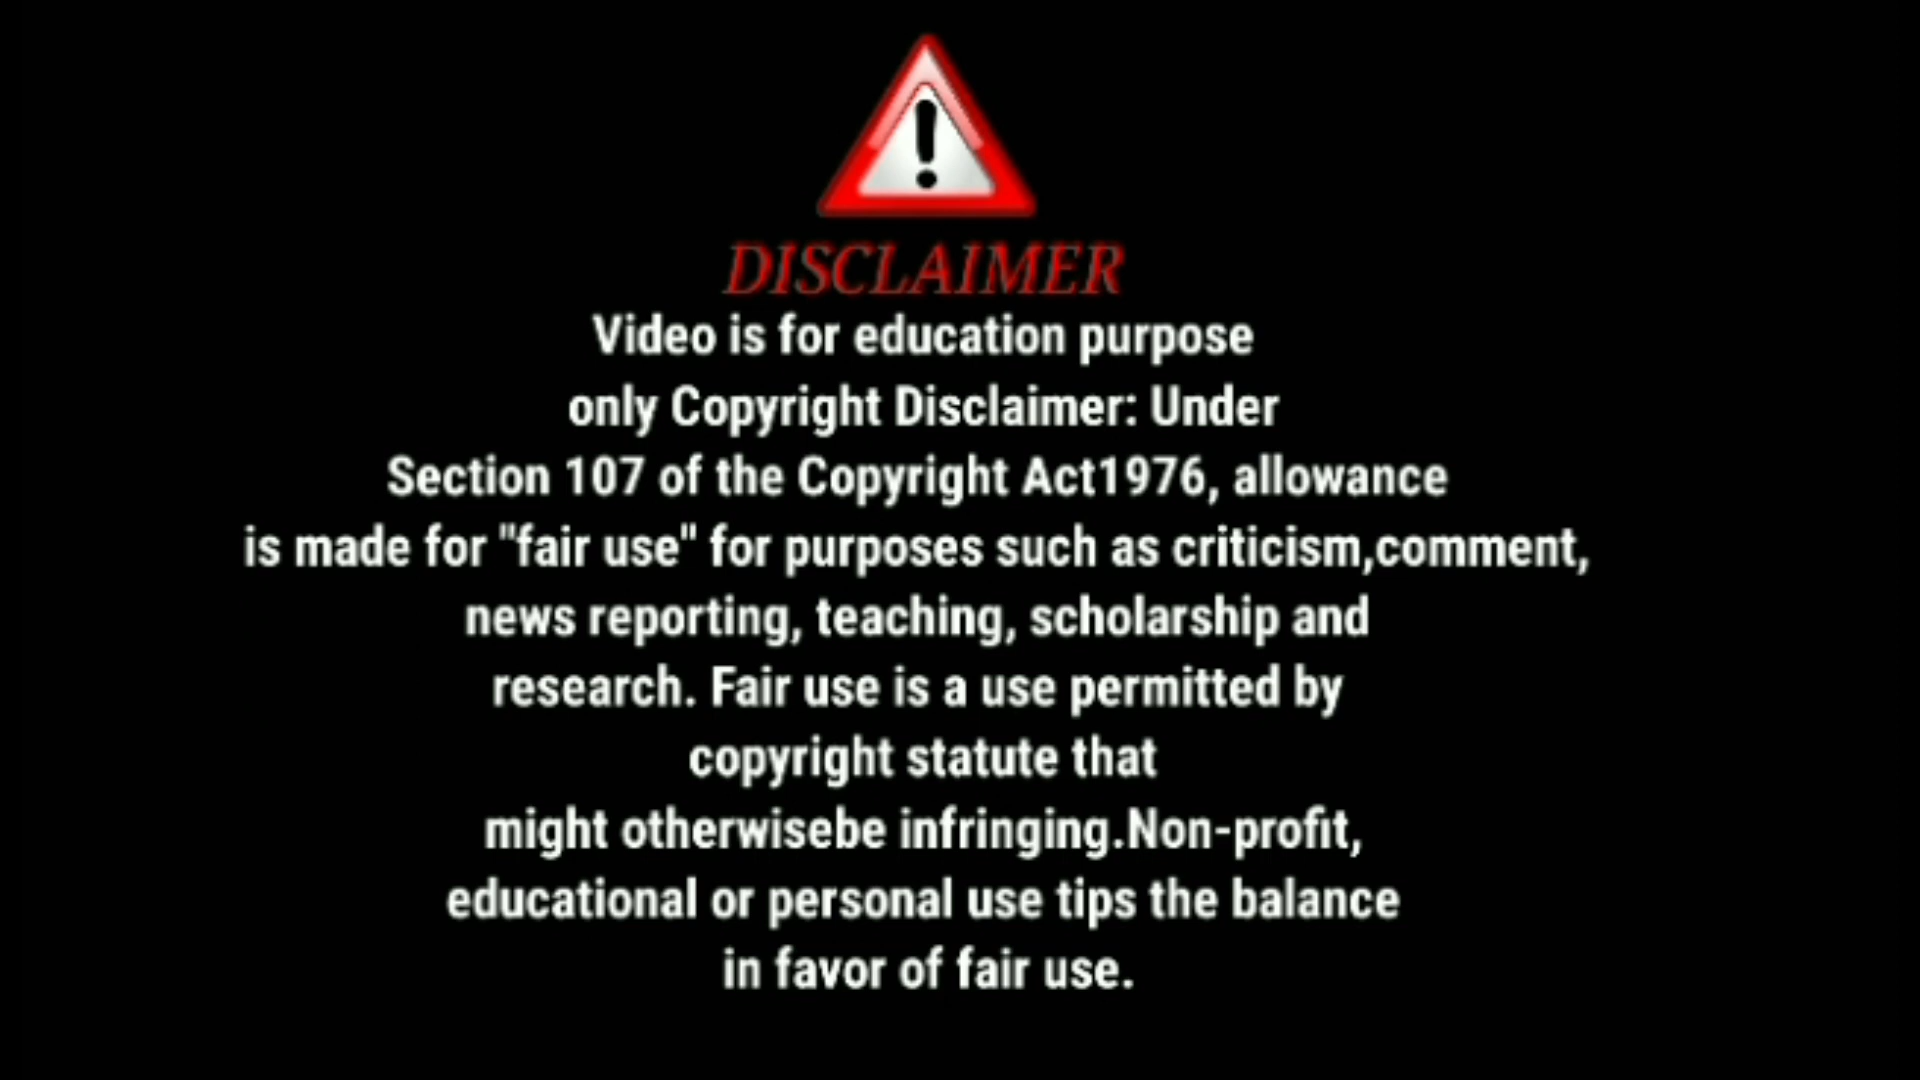 DISCLAIMER
Video is for education purpose
only Copyright Disclaimer: Under
Section 107 of the Copyright Act1976, allowance
is made for "fair use" for purposes such as criticism,comment,
news reporting, teaching, scholarship and
research. Fair use is a use permitted by
copyright statute that
might otherwisebe infringing.Non-profit,
educational or personal use tips the balance
in favor of fair use.